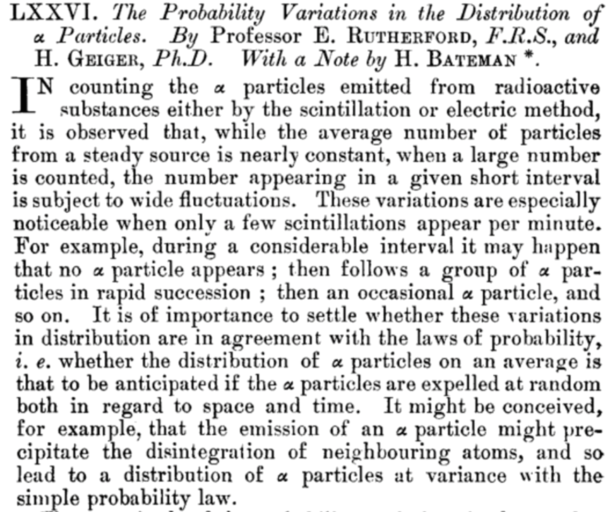 LXXVI. The Probability Variations in the Distribution of
α Particles. By Professor E. RUTHERFORD, F.R.S., and
H. GEIGER, Ph.D. With a Note by H. BATEMAN *.
IN counting the α particles emitted from radioactive
substances either by the scintillation or electric method,
it is observed that, while the average number of particles
from a steady source is nearly constant, when a large number
is counted, the number appearing in a given short interval
is subject to wide fluctuations. These variations are especially
noticeable when only a few scintillations appear per minute.
For example, during a considerable interval it may happen
that no α particle appears ; then follows a group of α par-
ticles in rapid succession ; then an occasional α particle, and
so on. It is of importance to settle whether these variations
in distribution are in agreement with the laws of probability,
i. e. whether the distribution of α particles on an average is
that to be anticipated if the α particles are expelled at random
both in regard to space and time. It might be conceived,
for example, that the emission of an α particle might pre-
cipitate the disintegration of neighbouring atoms, and so
lead to a distribution of α particles at variance with the
simple probability law.